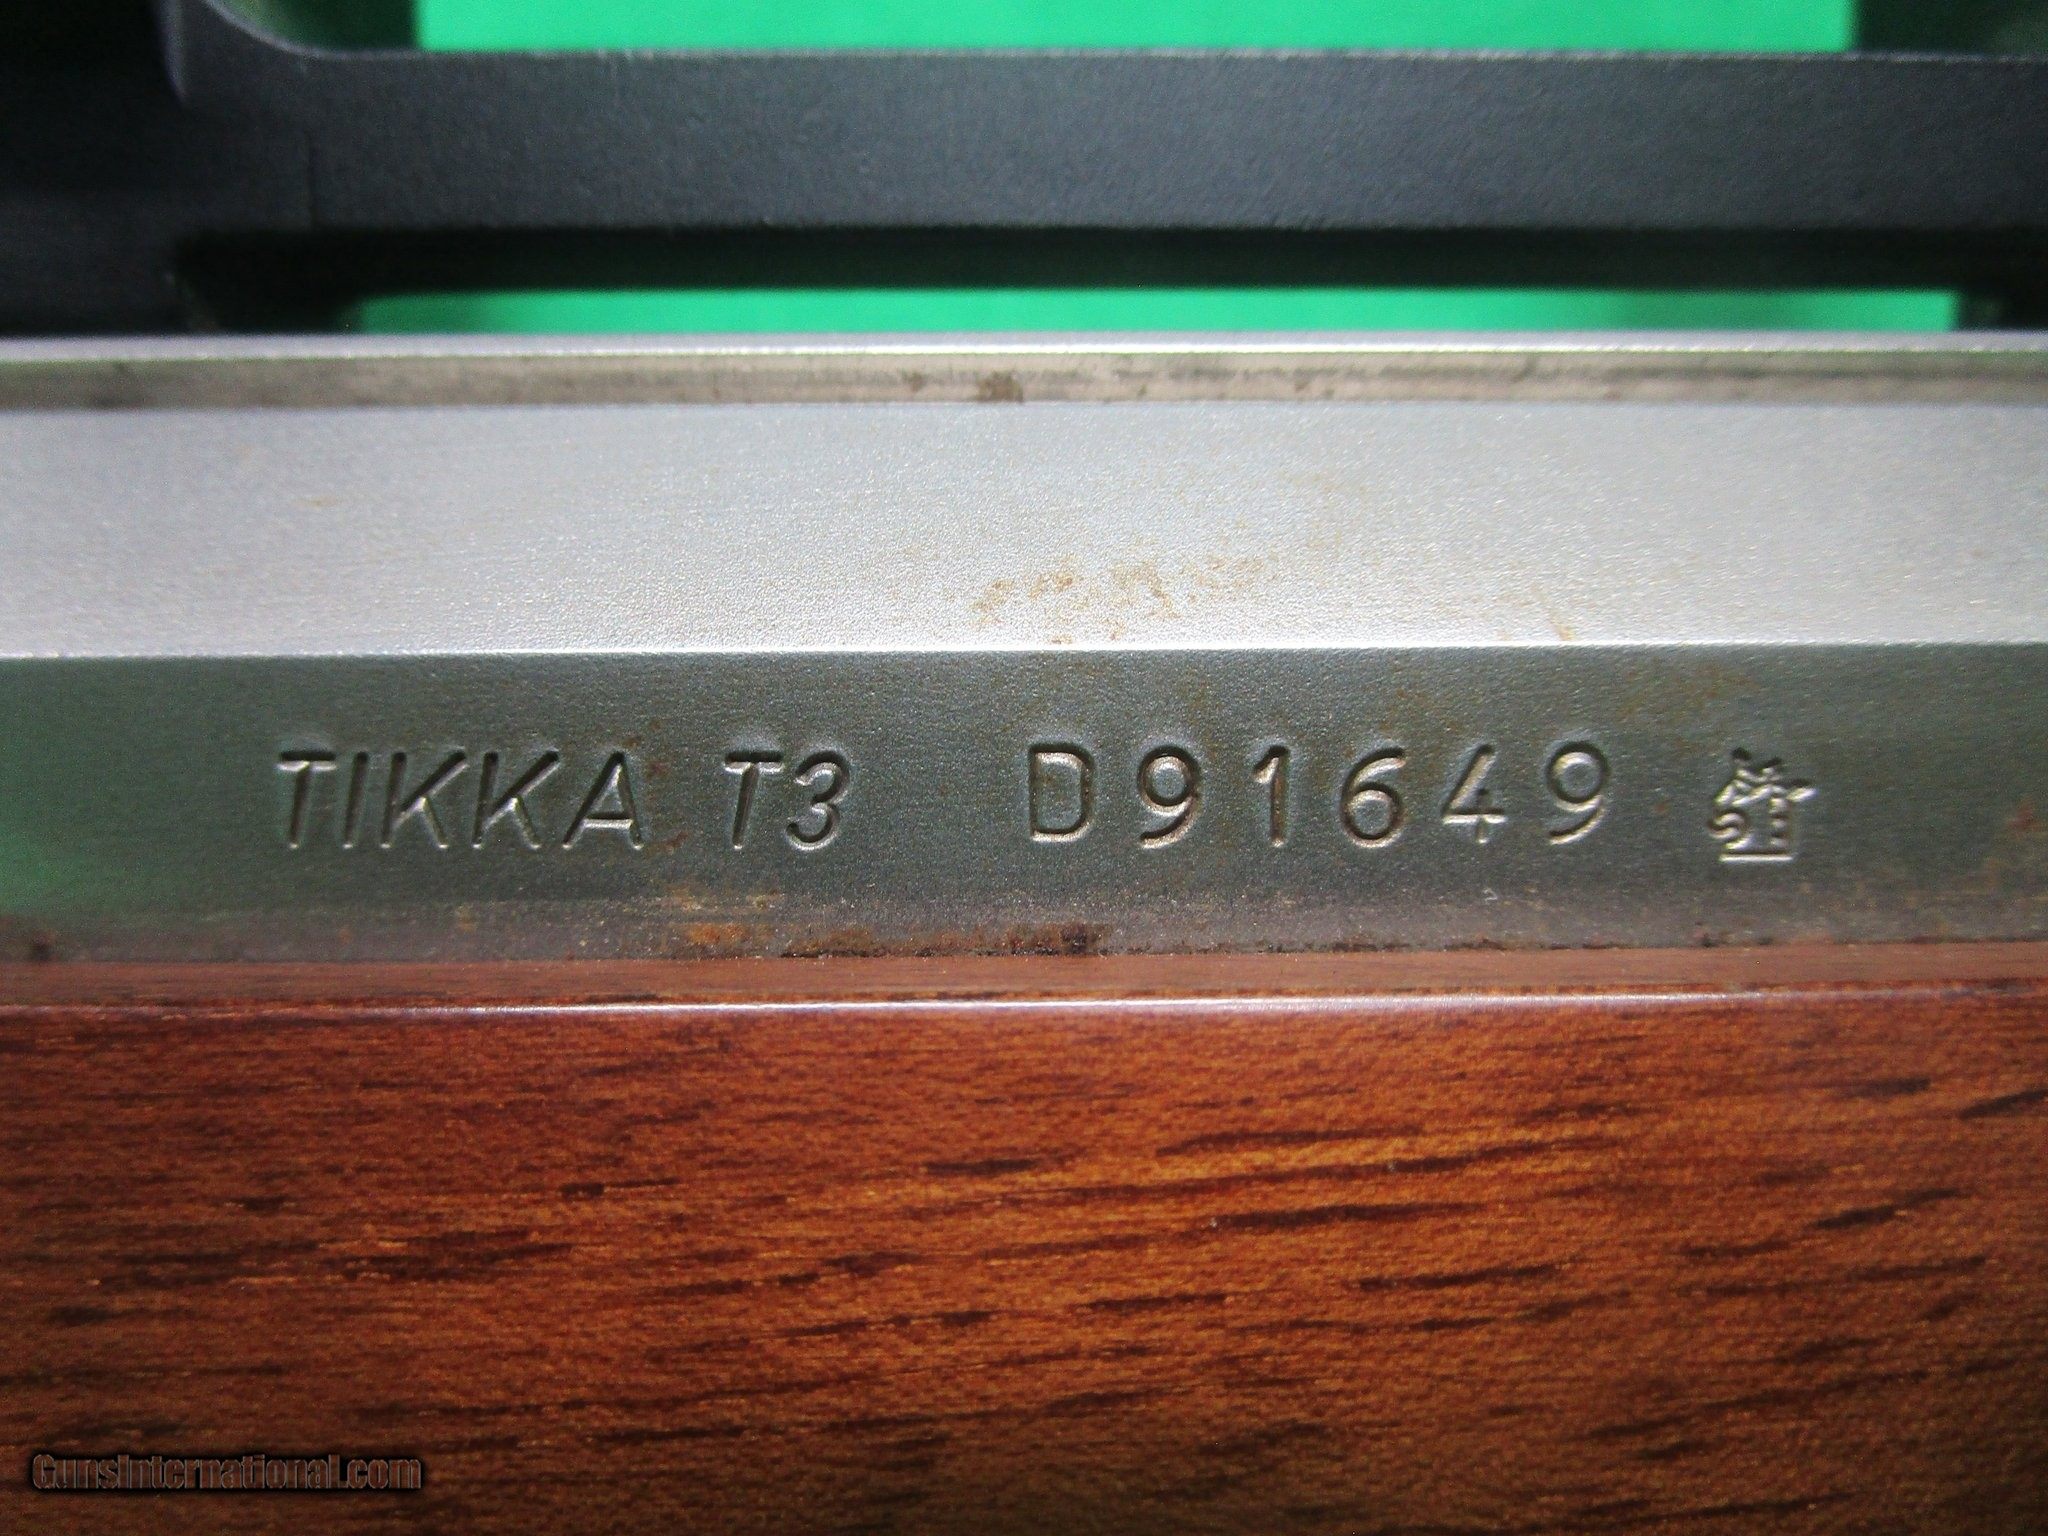 TIKKA T3 D91649
GunsInternational.com